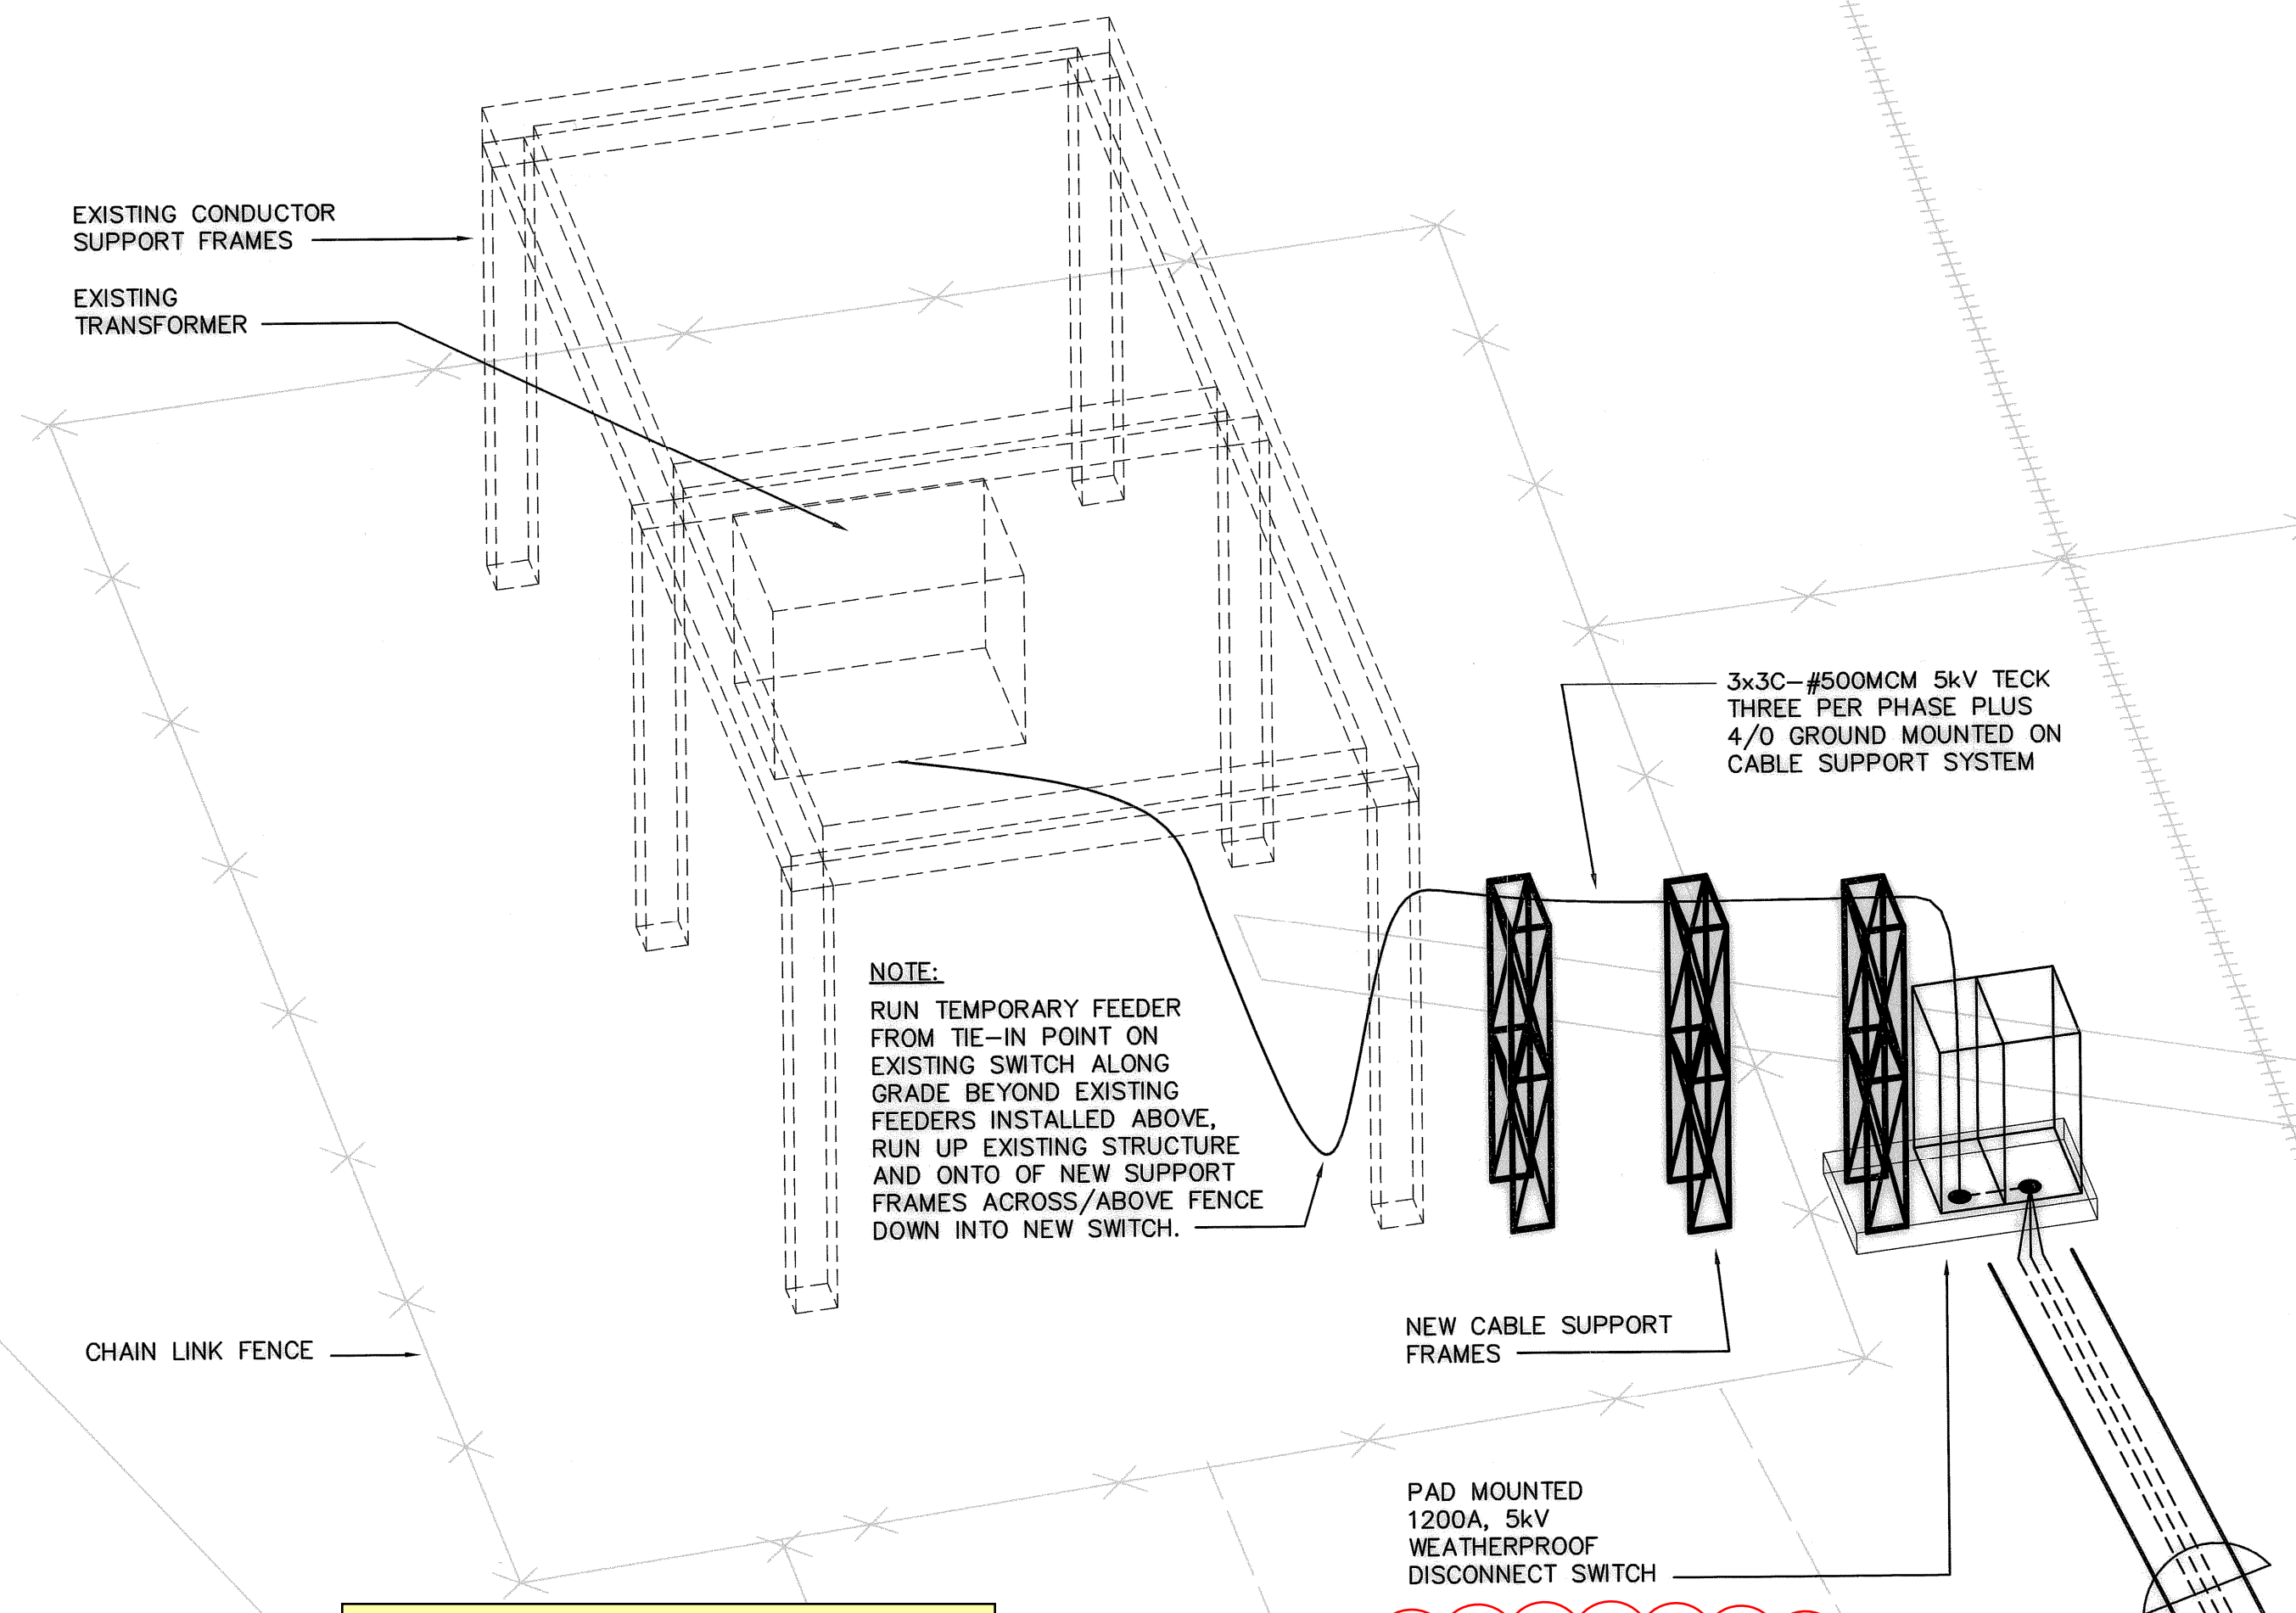 EXISTING CONDUCTOR
SUPPORT FRAMES
EXISTING
TRANSFORMER
3x3C-#500MCM 5kV TECK
THREE PER PHASE PLUS
4/0 GROUND MOUNTED ON
CABLE SUPPORT SYSTEM
NOTE:
RUN TEMPORARY FEEDER
FROM TIE-IN POINT ON
EXISTING SWITCH ALONG
GRADE BEYOND EXISTING
FEEDERS INSTALLED ABOVE,
RUN UP EXISTING STRUCTURE
AND ONTO OF NEW SUPPORT
FRAMES ACROSS/ABOVE FENCE
DOWN INTO NEW SWITCH.
CHAIN LINK FENCE
NEW CABLE SUPPORT
FRAMES
PAD MOUNTED
1200A, 5kV
WEATHERPROOF
DISCONNECT SWITCH